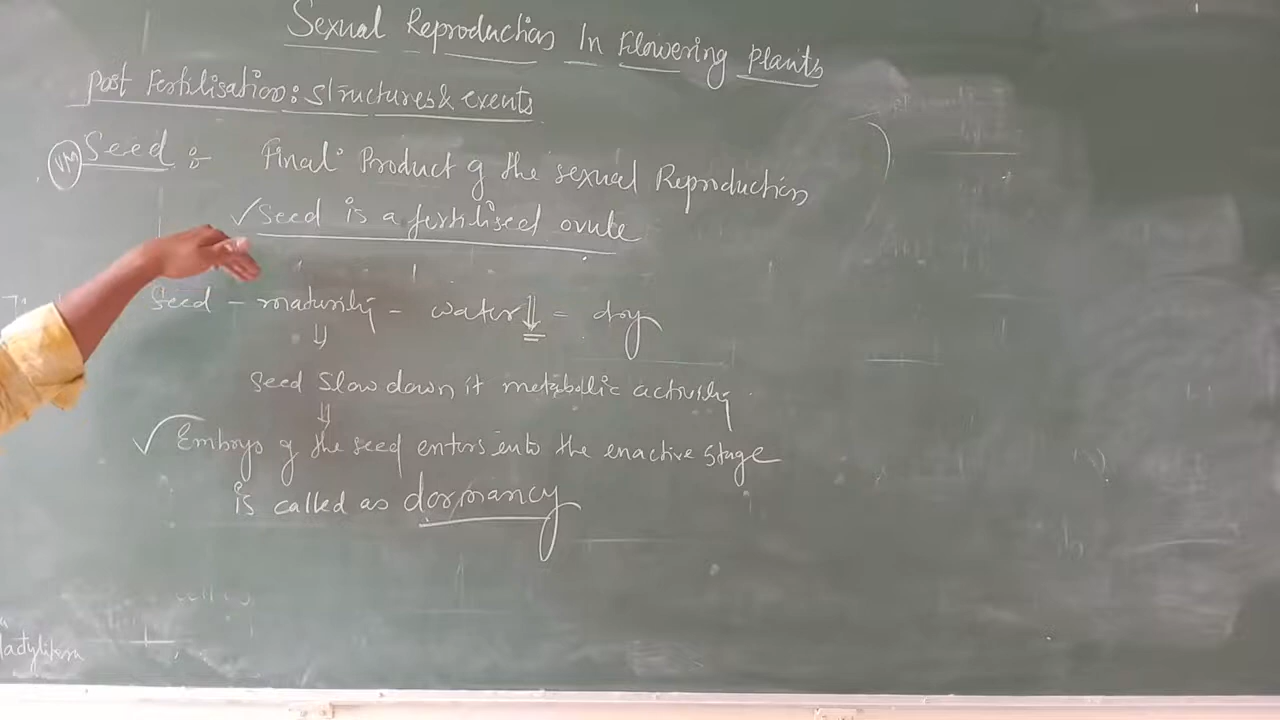 Sexual Reproduction In Flowering Plants
Post Fertilisation: Structures & events
VM Seed :- Final Product of the sexual Reproduction
✓ Seed is a fertilised ovule
Seed - maturity - water ⇓ = dry
⇓
Seed slow down it metabolic activity
⇓
✓ Embryo of the seed enters into the enactive stage
is called as dormancy